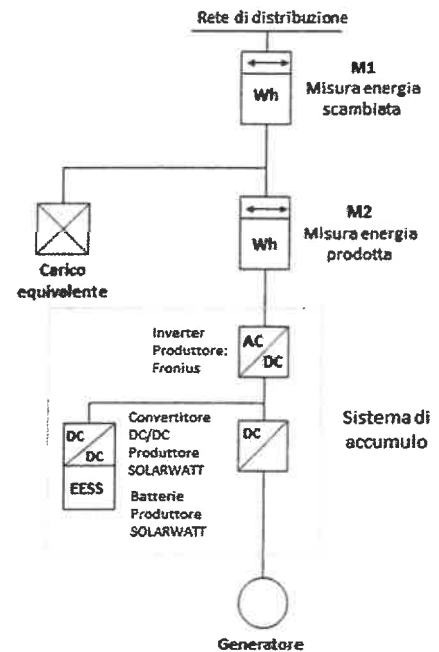 Rete di distribuzione
M1
Misura energia
scambiata
Wh
M2
Misura energia
prodotta
Wh
Carico
equivalente
Inverter
Produttore:
Fronius
AC
DC
Sistema di
accumulo
Convertitore
DC/DC
Produttore
SOLARWATT
DC
DC
DC
EESS
Batterie
Produttore
SOLARWATT
Generatore